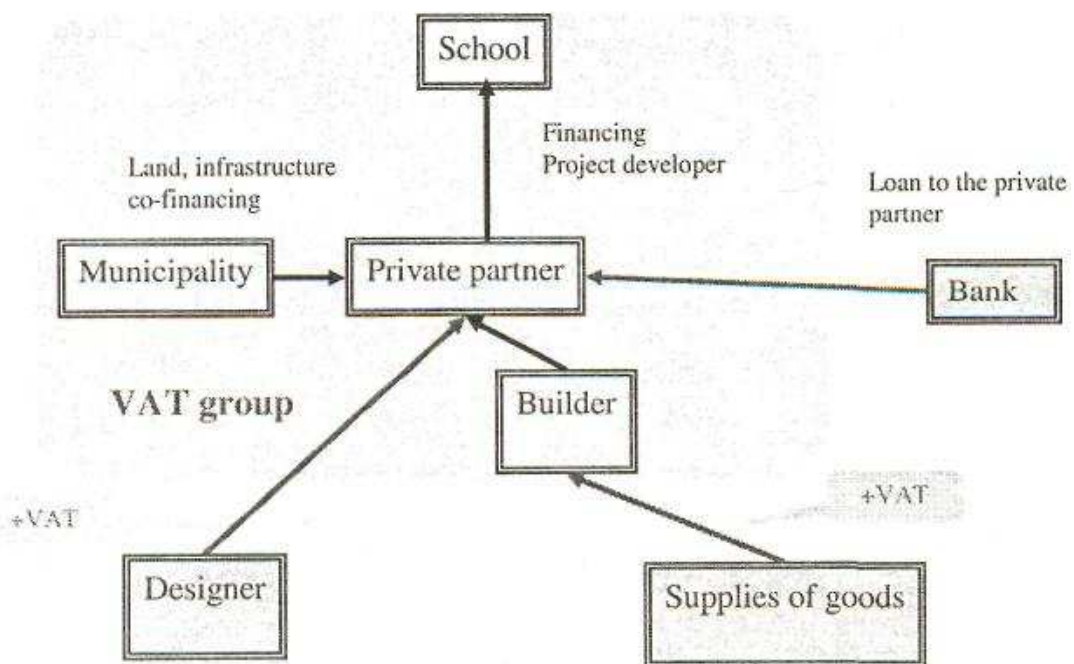 School
Financing
Project developer
Land, infrastructure
co-financing
Loan to the private
partner
Municipality
Private partner
Bank
VAT group
Builder
+VAT
+VAT
Designer
Supplies of goods